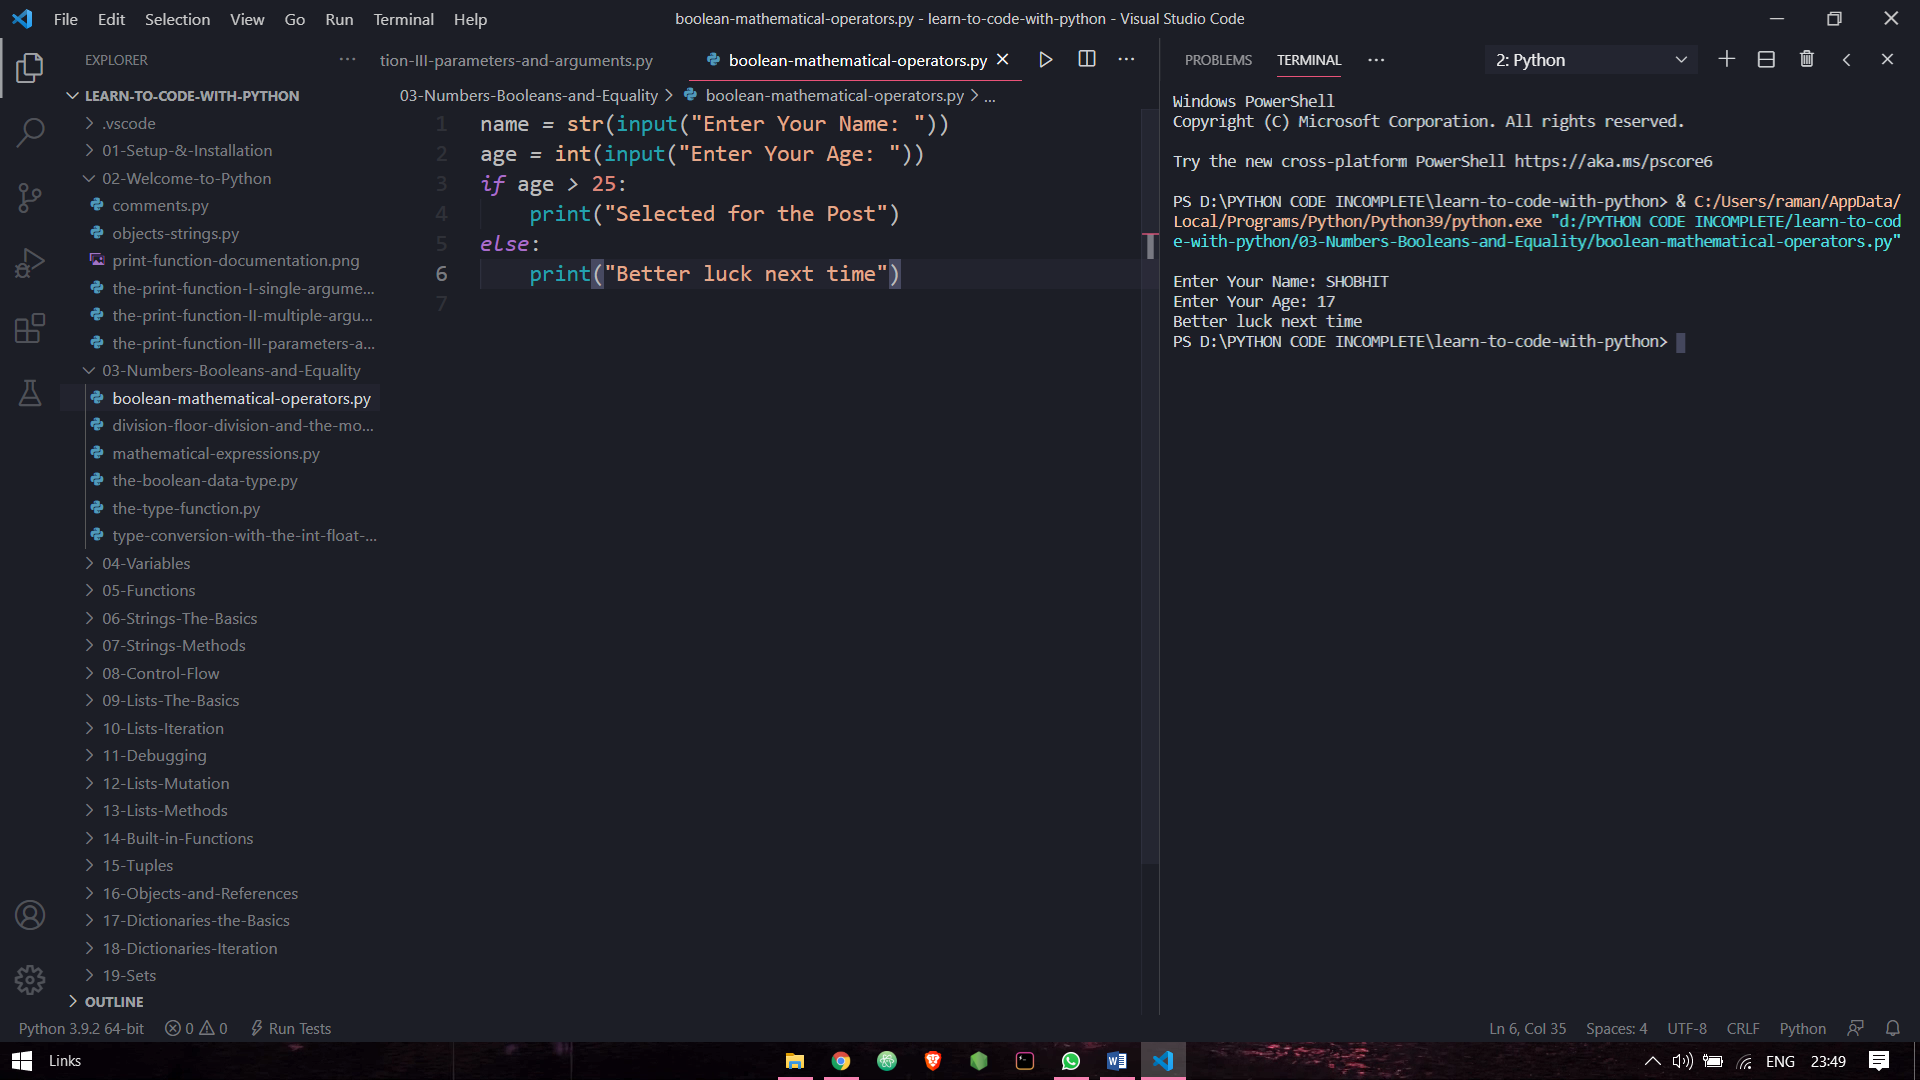 File Edit Selection View Go Run Terminal Help
boolean-mathematical-operators.py - learn-to-code-with-python - Visual Studio Code
EXPLORER
LEARN-TO-CODE-WITH-PYTHON
.vscode
01-Setup-&-Installation
02-Welcome-to-Python
comments.py
objects-strings.py
print-function-documentation.png
the-print-function-I-single-argume...
the-print-function-II-multiple-argu...
the-print-function-III-parameters-a...
03-Numbers-Booleans-and-Equality
boolean-mathematical-operators.py
division-floor-division-and-the-mo...
mathematical-expressions.py
the-boolean-data-type.py
the-type-function.py
type-conversion-with-the-int-float-...
04-Variables
05-Functions
06-Strings-The-Basics
07-Strings-Methods
08-Control-Flow
09-Lists-The-Basics
10-Lists-Iteration
11-Debugging
12-Lists-Mutation
13-Lists-Methods
14-Built-in-Functions
15-Tuples
16-Objects-and-References
17-Dictionaries-the-Basics
18-Dictionaries-Iteration
19-Sets
OUTLINE
tion-III-parameters-and-arguments.py boolean-mathematical-operators.py
03-Numbers-Booleans-and-Equality > boolean-mathematical-operators.py > ...
1 name = str(input("Enter Your Name: "))
2 age = int(input("Enter Your Age: "))
3 if age > 25:
4     print("Selected for the Post")
5 else:
6     print("Better luck next time")
7
PROBLEMS TERMINAL ... 2: Python
Windows PowerShell
Copyright (C) Microsoft Corporation. All rights reserved.
Try the new cross-platform PowerShell https://aka.ms/pscore6
PS D:\PYTHON CODE INCOMPLETE\learn-to-code-with-python> & C:/Users/raman/AppData/
Local/Programs/Python/Python39/python.exe "d:/PYTHON CODE INCOMPLETE/learn-to-cod
e-with-python/03-Numbers-Booleans-and-Equality/boolean-mathematical-operators.py"
Enter Your Name: SHOBHIT
Enter Your Age: 17
Better luck next time
PS D:\PYTHON CODE INCOMPLETE\learn-to-code-with-python>
Python 3.9.2 64-bit 0 0 Run Tests
Ln 6, Col 35 Spaces: 4 UTF-8 CRLF Python
Links
ENG 23:49